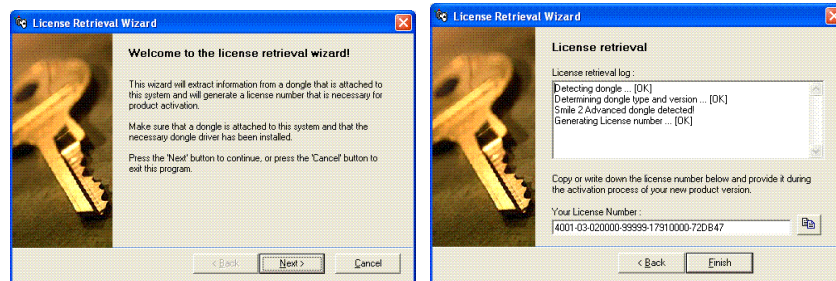 License Retrieval Wizard
Welcome to the license retrieval wizard!
This wizard will extract information from a dongle that is attached to
this system and will generate a license number that is necessary for
product activation.
Make sure that a dongle is attached to this system and that the
necessary dongle driver has been installed.
Press the 'Next' button to continue, or press the 'Cancel' button to
exit this program.
< Back
Next >
Cancel
License Retrieval Wizard
License retrieval
License retrieval log :
Detecting dongle ... [OK]
Determining dongle type and version ... [OK]
Smile 2 Advanced dongle detected!
Generating License number ... [OK]
Copy or write down the license number below and provide it during
the activation process of your new product version.
Your License Number :
4001-03-020000-99999-17910000-72DB47
< Back
Finish